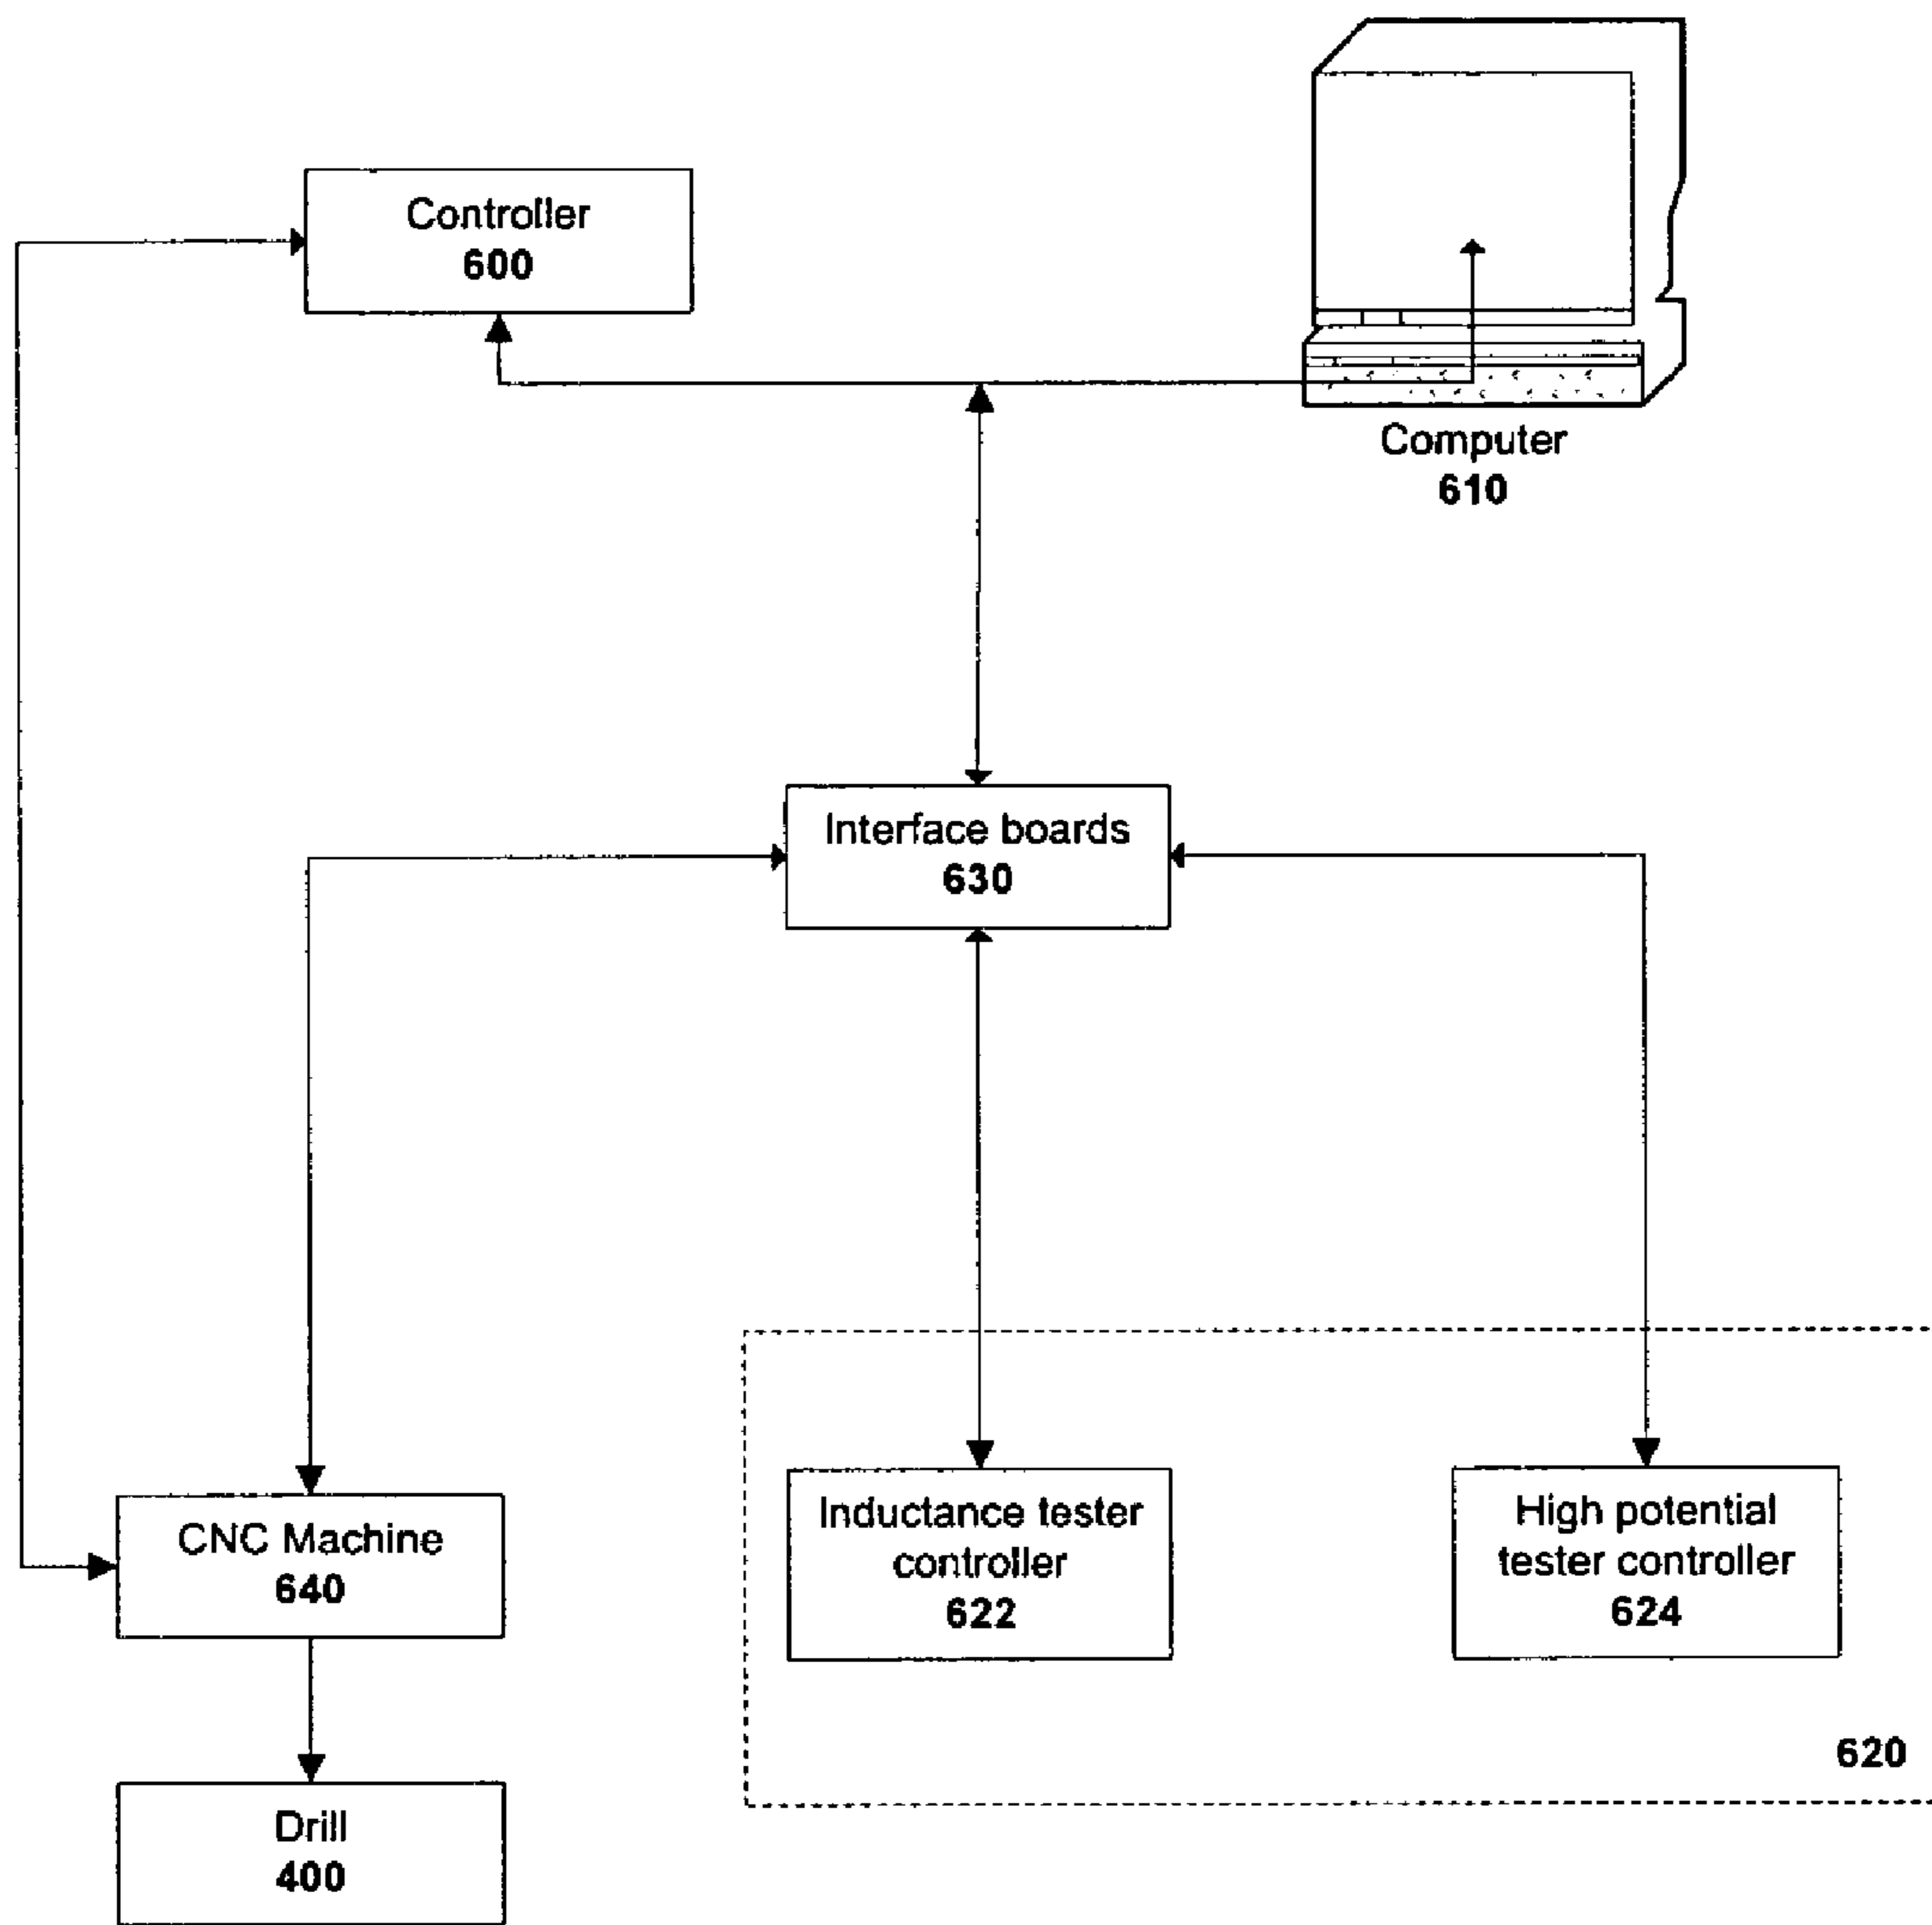 Controller
600
Computer
610
Interface boards
630
CNC Machine
640
Inductance tester
controller
622
High potential
tester controller
624
620
Drill
400